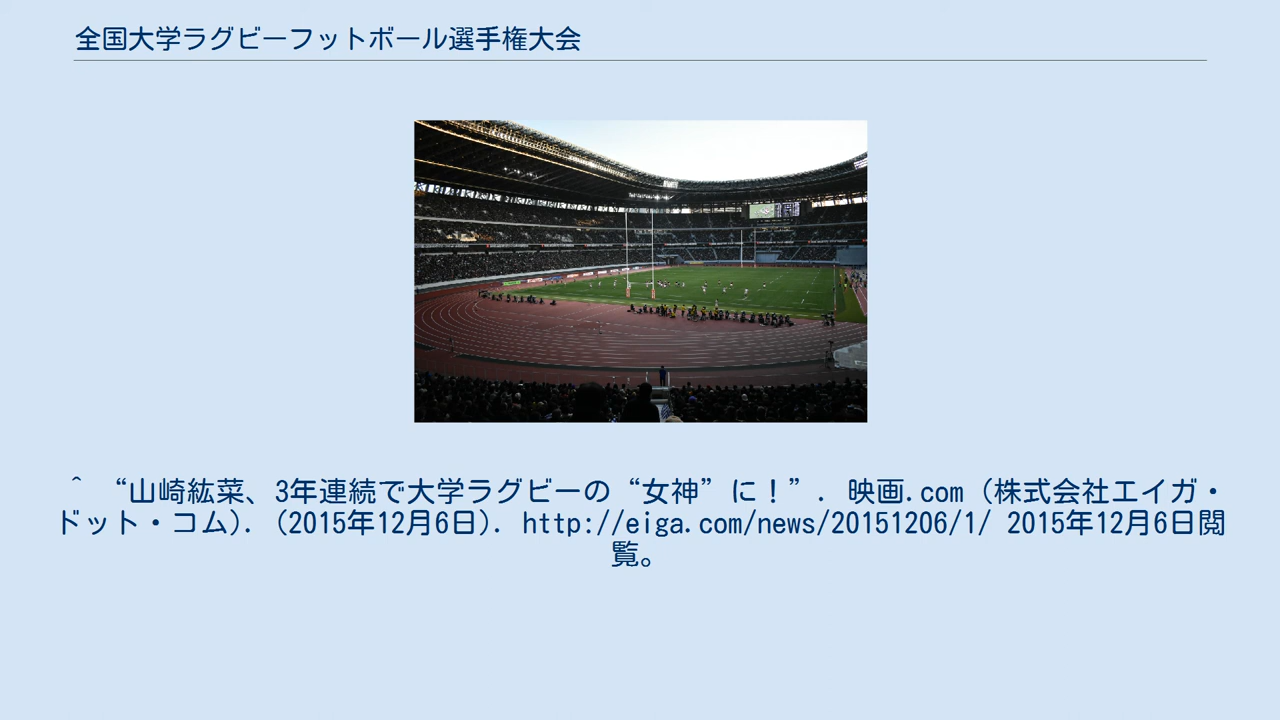 全国大学ラグビーフットボール選手権大会
^ “山崎紘菜、3年連続で大学ラグビーの“女神”に！”. 映画.com (株式会社エイガ・
ドット・コム). (2015年12月6日). http://eiga.com/news/20151206/1/ 2015年12月6日閲
覧。